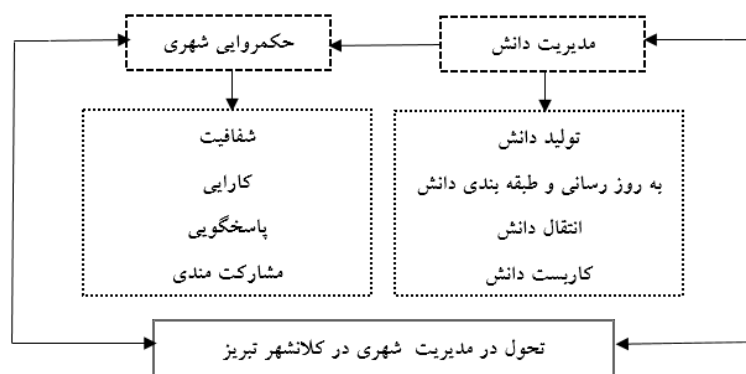 مدیریت دانش
حکمروایی شهری
تولید دانش
به روز رسانی و طبقه بندی دانش
انتقال دانش
کاربست دانش
شفافیت
کارایی
پاسخگویی
مشارکت مندی
تحول در مدیریت شهری در کلانشهر تبریز